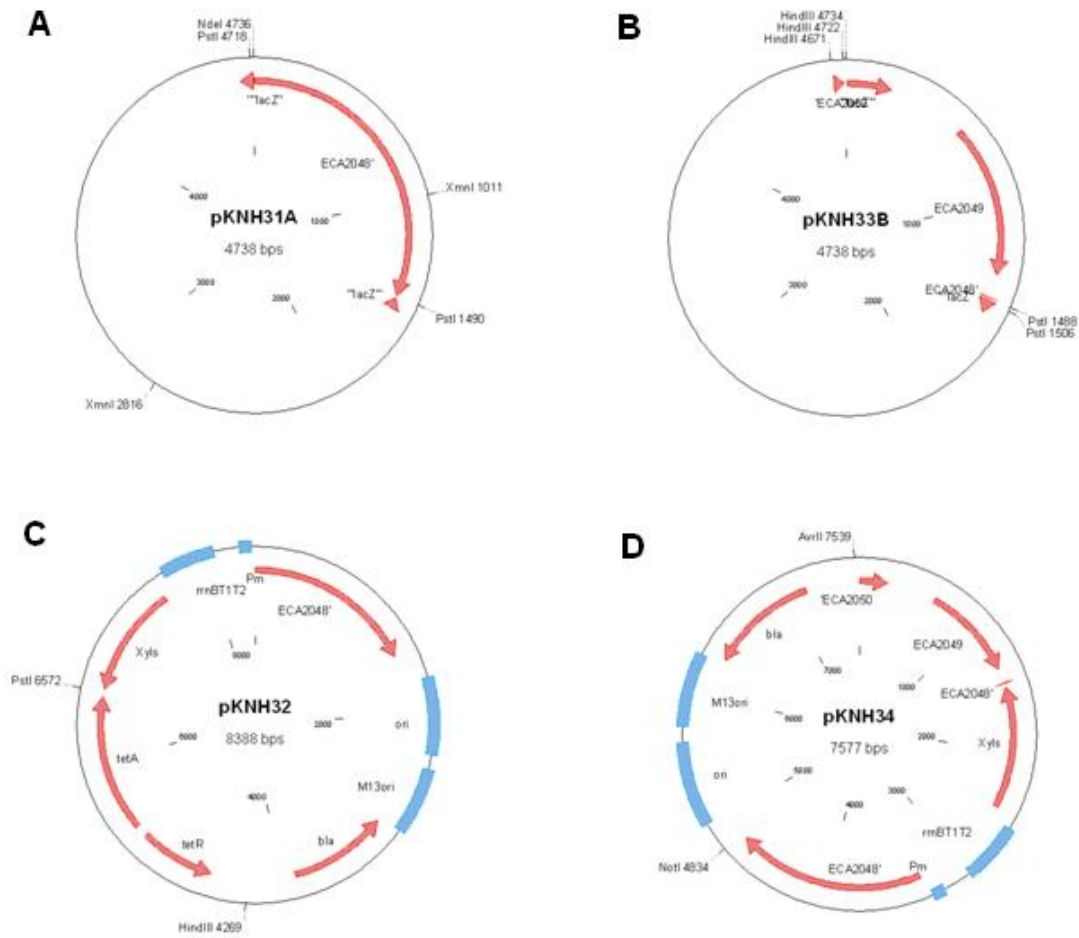 A
NdeI 4736
PstI 4718
'"lacZ"
ECA2048'
XmnI 1011
4000
1000
pKNH31A
4738 bps
3000
2000
"'lacZ"'
PstI 1490
XmnI 2816
B
HindIII 4734
HindIII 4722
HindIII 4671
4000
1000
ECA2049
pKNH33B
4738 bps
3000
2000
ECA2048'
lacZ
PstI 1488
PstI 1506
C
rrnBT1T2
Pm
ECA2048'
XylS
8000
PstI 6572
pKNH32
8388 bps
ori
2000
6000
tetA
4000
M13ori
tetR
bla
HindIII 4269
D
AvrII 7539
'ECA2050
bla
ECA2049
7000
1000
ECA2048'
M13ori
pKNH34
7577 bps
6000
2000
XylS
ori
5000
3000
4000
rrnBT1T2
NotI 4834
ECA2048'
Pm